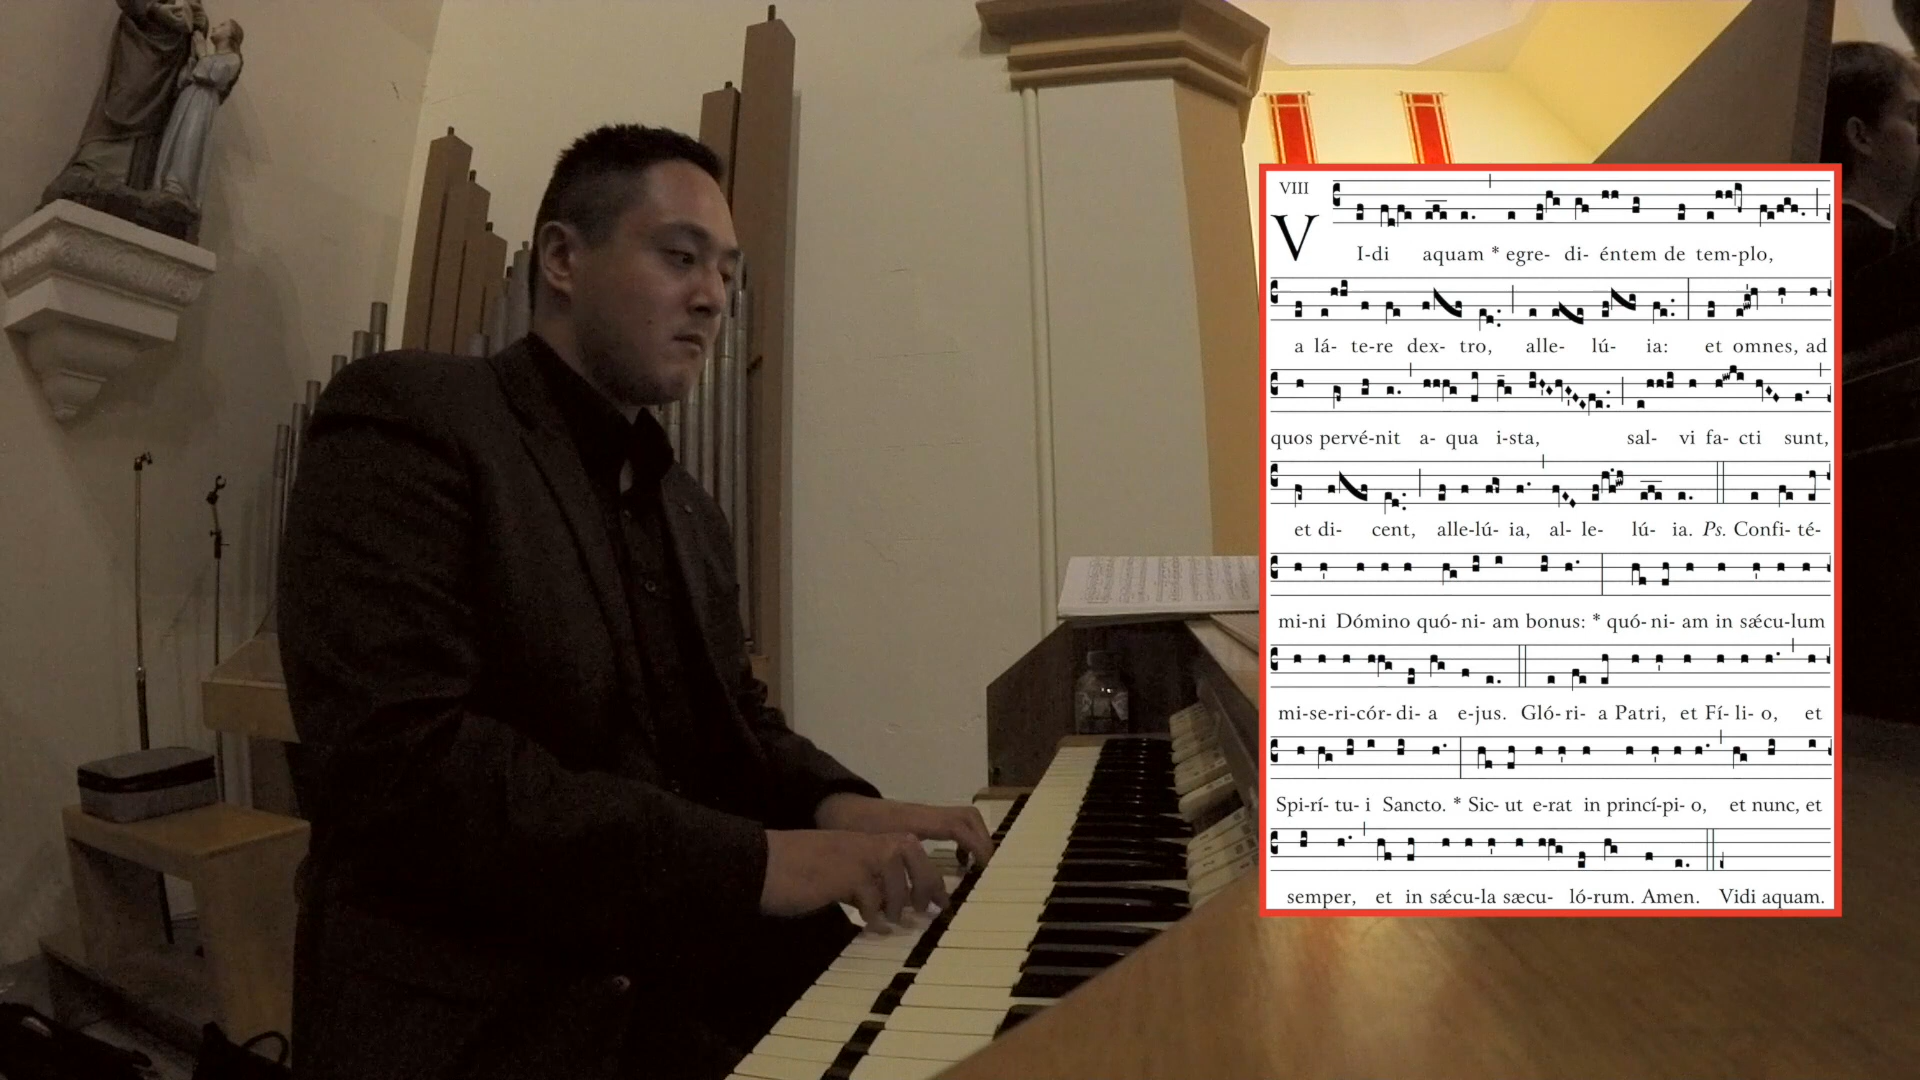 VIII
VI-di aquam * egre- di- éntem de tem-plo,
a lá- te-re dex- tro, alle- lú- ia: et omnes, ad
quos pervé-nit a- qua i-sta, sal- vi fa- cti sunt,
et di- cent, alle-lú- ia, al- le- lú- ia. Ps. Confi- té-
mi-ni Dómino quó- ni- am bonus: * quó- ni- am in sǽcu-lum
mi-se-ri-cór- di- a e-jus. Gló- ri- a Patri, et Fí- li- o, et
Spi-rí- tu- i Sancto. * Sic- ut e-rat in princí-pi- o, et nunc, et
semper, et in sǽcu-la sæcu- ló-rum. Amen. Vidi aquam.